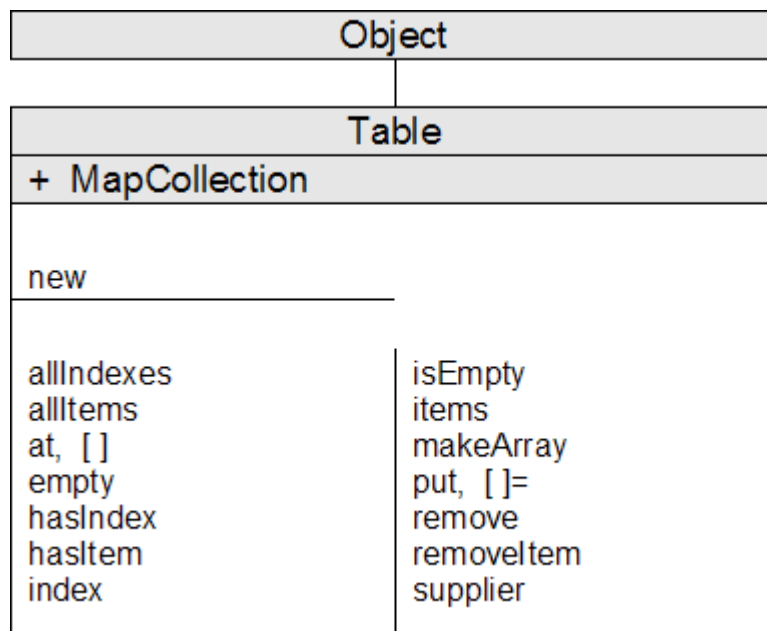 Object
Table
+ MapCollection
new
allIndexes
allItems
at, [ ]
empty
hasIndex
hasItem
index
isEmpty
items
makeArray
put, [ ]=
remove
removeItem
supplier